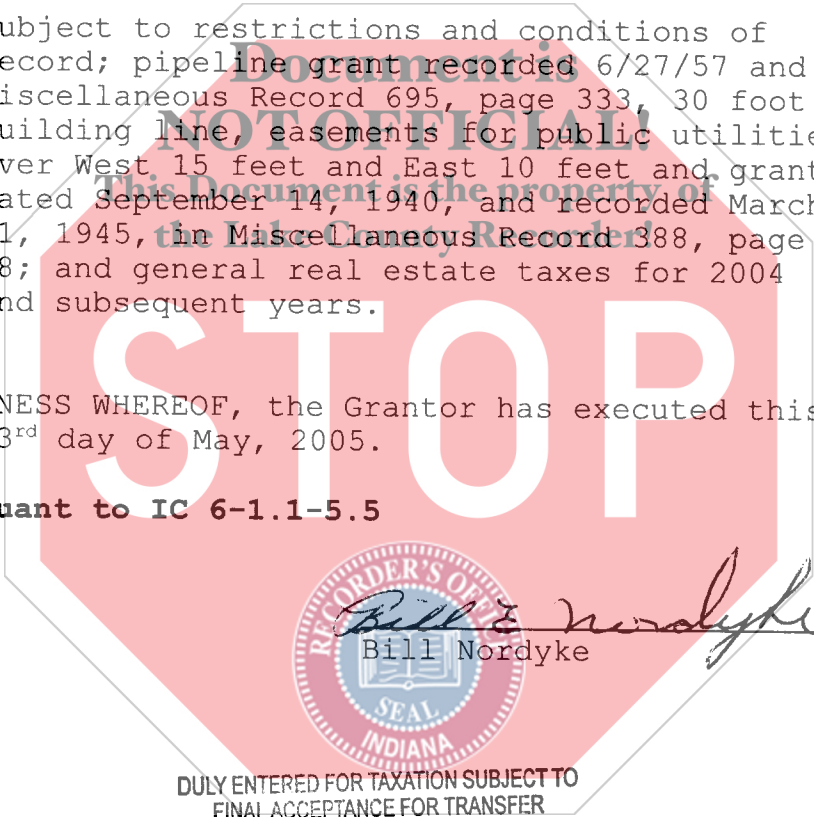 ubject to restrictions and conditions of
Document is
ecord; pipeline grant recorded 6/27/57 and
iscellaneous Record 695, page 333, 30 foot
NOT OFFICIAL!
uilding line, easements for public utilitie
ver West 15 feet and East 10 feet and grant
This Document is the property of
ated September 14, 1940, and recorded March
the Lake County Recorder!
1, 1945, in Miscellaneous Record 388, page
8; and general real estate taxes for 2004
nd subsequent years.
STOP
NESS WHEREOF, the Grantor has executed this
3rd day of May, 2005.
uant to IC 6-1.1-5.5
RECORDER'S OFFICE
Bill E Nordyke
Bill Nordyke
SEAL
INDIANA
DULY ENTERED FOR TAXATION SUBJECT TO
FINAL ACCEPTANCE FOR TRANSFER